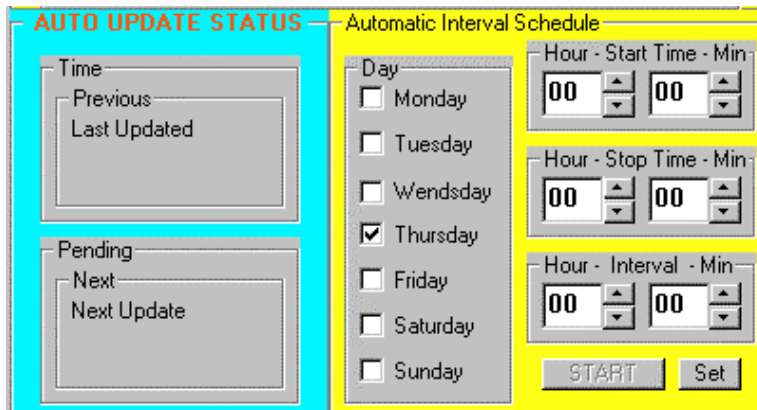 AUTO UPDATE STATUS
Time
Previous
Last Updated
Pending
Next
Next Update
Automatic Interval Schedule
Day
Monday
Tuesday
Wendsday
Thursday
Friday
Saturday
Sunday
Hour - Start Time - Min
00 00
Hour - Stop Time - Min
00 00
Hour - Interval - Min
00 00
START Set